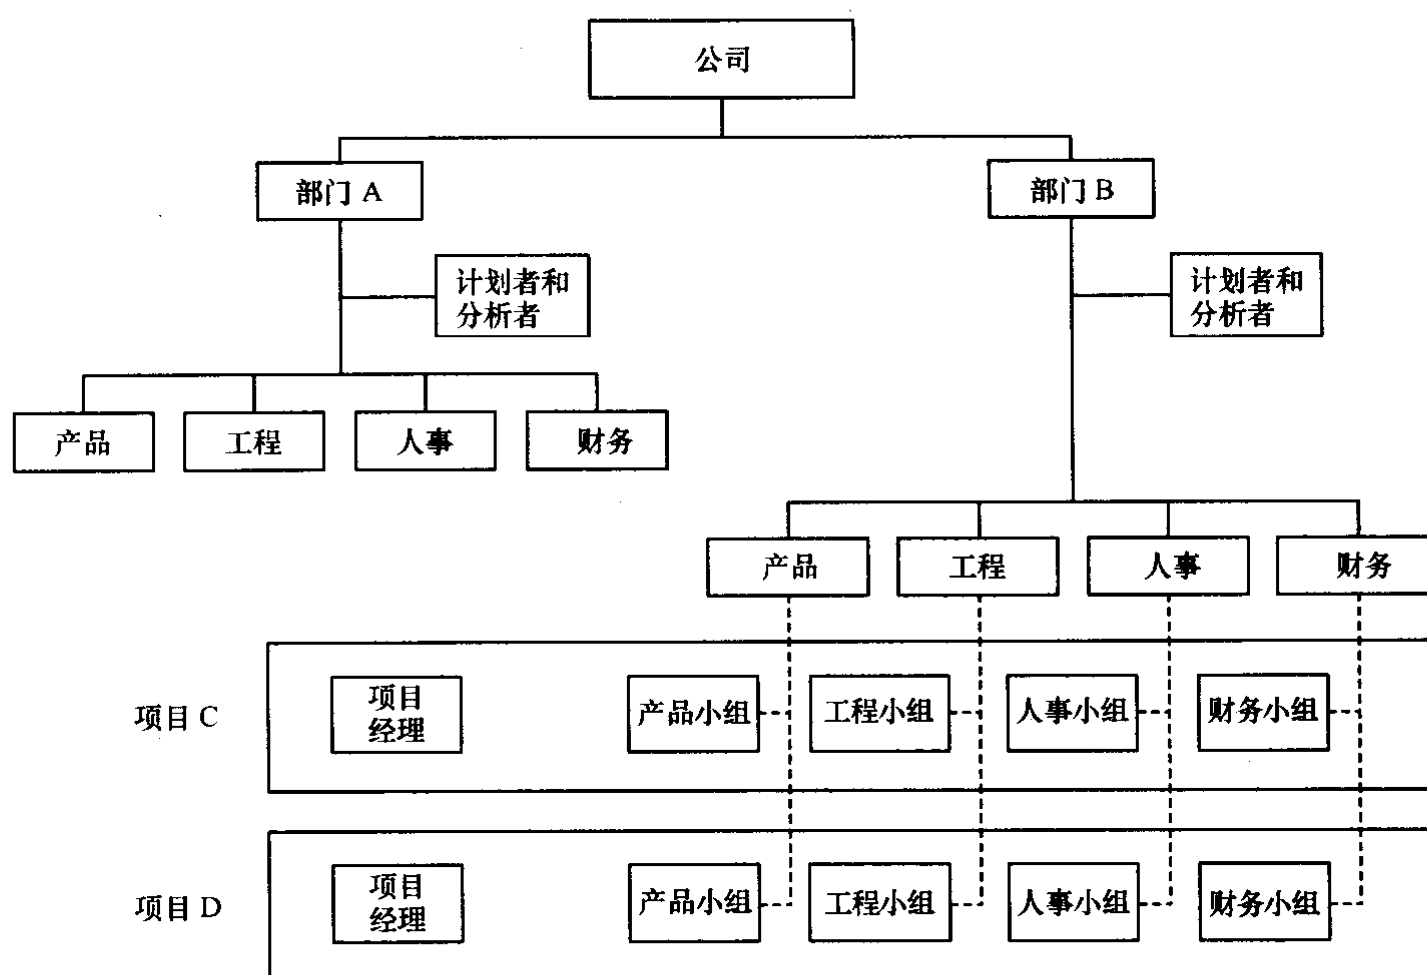 公司
部门 A
部门 B
计划者和
分析者
计划者和
分析者
产品
工程
人事
财务
产品
工程
人事
财务
项目 C
项目
经理
产品小组
工程小组
人事小组
财务小组
项目 D
项目
经理
产品小组
工程小组
人事小组
财务小组